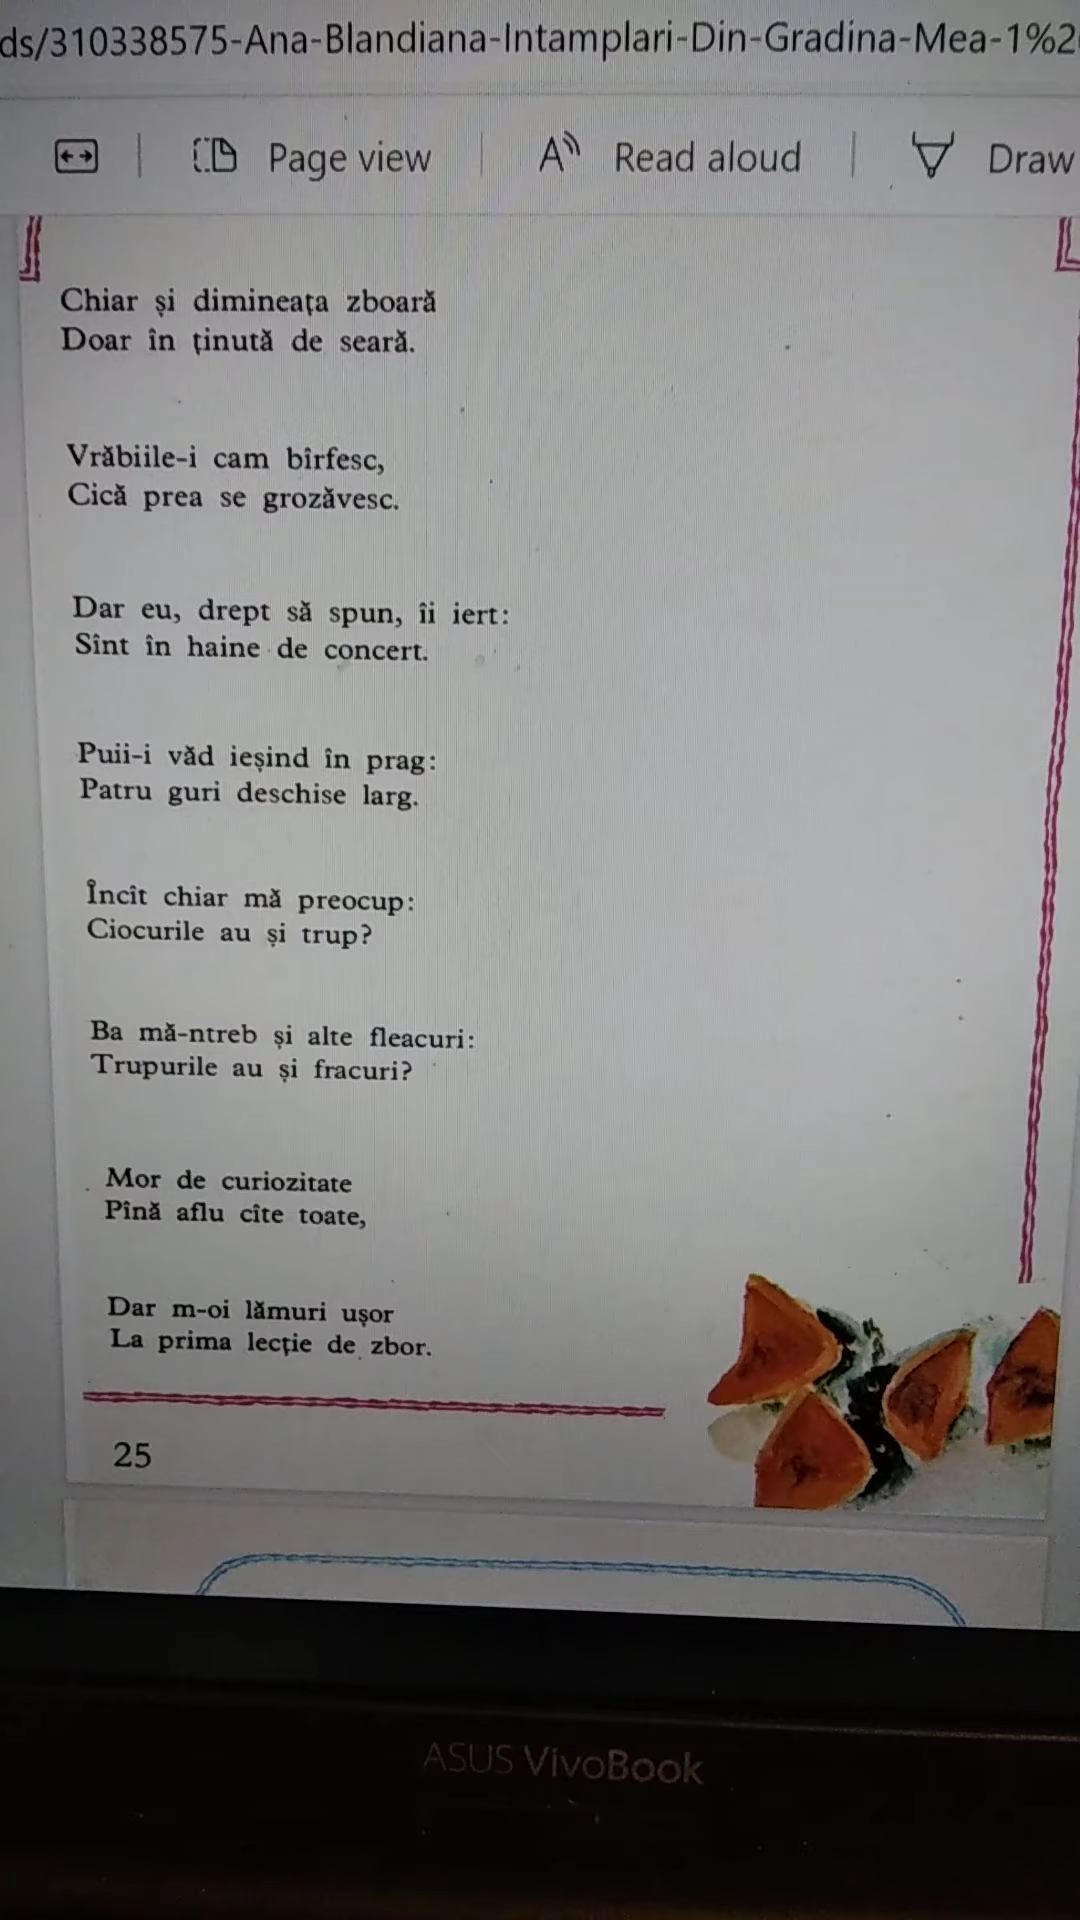 ds/310338575-Ana-Blandiana-Intamplari-Din-Gradina-Mea-1%2
Page view
A Read aloud
Draw
Chiar și dimineața zboară
Doar în ținută de seară.
Vrăbiile-i cam bîrfesc,
Cică prea se grozăvesc.
Dar eu, drept să spun, îi iert:
Sînt în haine de concert.
Puii-i văd ieșind în prag:
Patru guri deschise larg.
Încît chiar mă preocup:
Ciocurile au și trup?
Ba mă-ntreb și alte fleacuri:
Trupurile au și fracuri?
Mor de curiozitate
Pînă aflu cîte toate,
Dar m-oi lămuri ușor
La prima lecție de zbor.
25
ASUS VivoBook